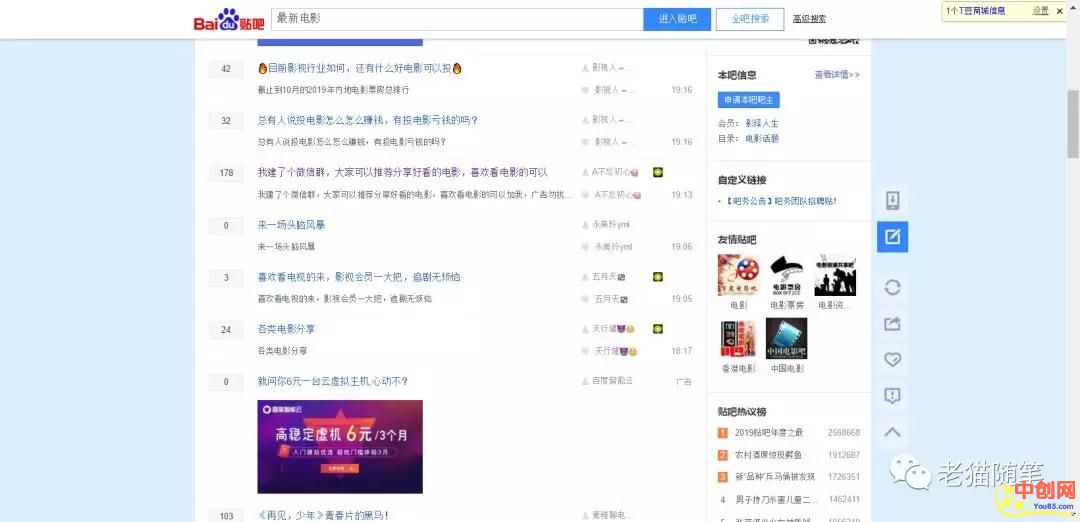 Bai du 贴吧
最新电影
进入贴吧
全吧搜索
高级搜索
1个T豆商城信息
设置
42
目前影视行业如何，还有什么好电影可以投
影视人
截止到10月的2019年内地电影票房总排行
影视人
19:16
32
总有人说投电影怎么怎么赚钱，有投电影亏钱的吗？
影视人
总有人说投电影怎么怎么赚钱，有投电影亏钱的吗？
影视人
19:16
178
我建了个微信群，大家可以推荐分享好看的电影，喜欢看电影的可以
A不忘初心
我建了个微信群，大家可以推荐分享好看的电影，喜欢看电影的可以加我，广告勿扰...
A不忘初心
19:13
0
来一场头脑风暴
永美玲yml
来一场头脑风暴
永美玲yml
19:06
3
喜欢看电视的来，影视会员一大把，追剧无烦恼
五月天
喜欢看电视的来，影视会员一大把，追剧无烦恼
五月天
19:05
24
各类电影分享
天行健
各类电影分享
天行健
18:17
0
就问你6元一台云虚拟主机,心动不？
百度智能云
广告
百度智能云
高稳定虚机 6元/3个月
入门建站优选 超低门槛体验3月
103
《再见，少年》青春片的黑马！
本吧信息
查看详情>>
申请本吧吧主
会员：影绎人生
目录：电影话题
自定义链接
【吧务公告】吧务团队招聘贴！
友情贴吧
电影
电影票房
电影资...
香港电影
中国电影
贴吧热议榜
1 2019贴吧年度之最 2568668
2 农村酒席惊现鳄鱼 1912687
3 新"品种"兵马俑被发现 1726351
4 男子持刀杀害儿童二... 1462411
老猫随笔
中创网
You85.com